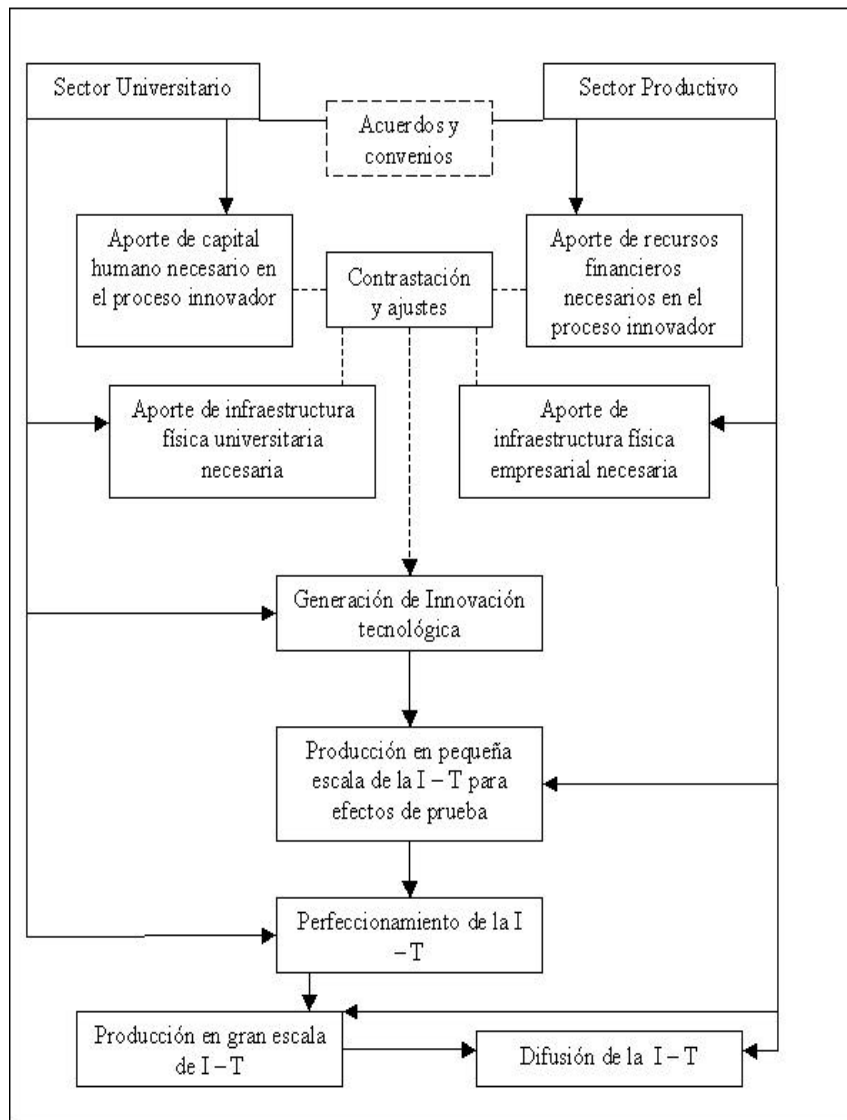 Sector Universitario
Sector Productivo
Acuerdos y
convenios
Aporte de capital
humano necesario en
el proceso innovador
Contrastación
y ajustes
Aporte de recursos
financieros
necesarios en el
proceso innovador
Aporte de infraestructura
física universitaria
necesaria
Aporte de
infraestructura física
empresarial necesaria
Generación de Innovación
tecnológica
Producción en pequeña
escala de la I – T para
efectos de prueba
Perfeccionamiento de la I
– T
Producción en gran escala
de I – T
Difusión de la I – T